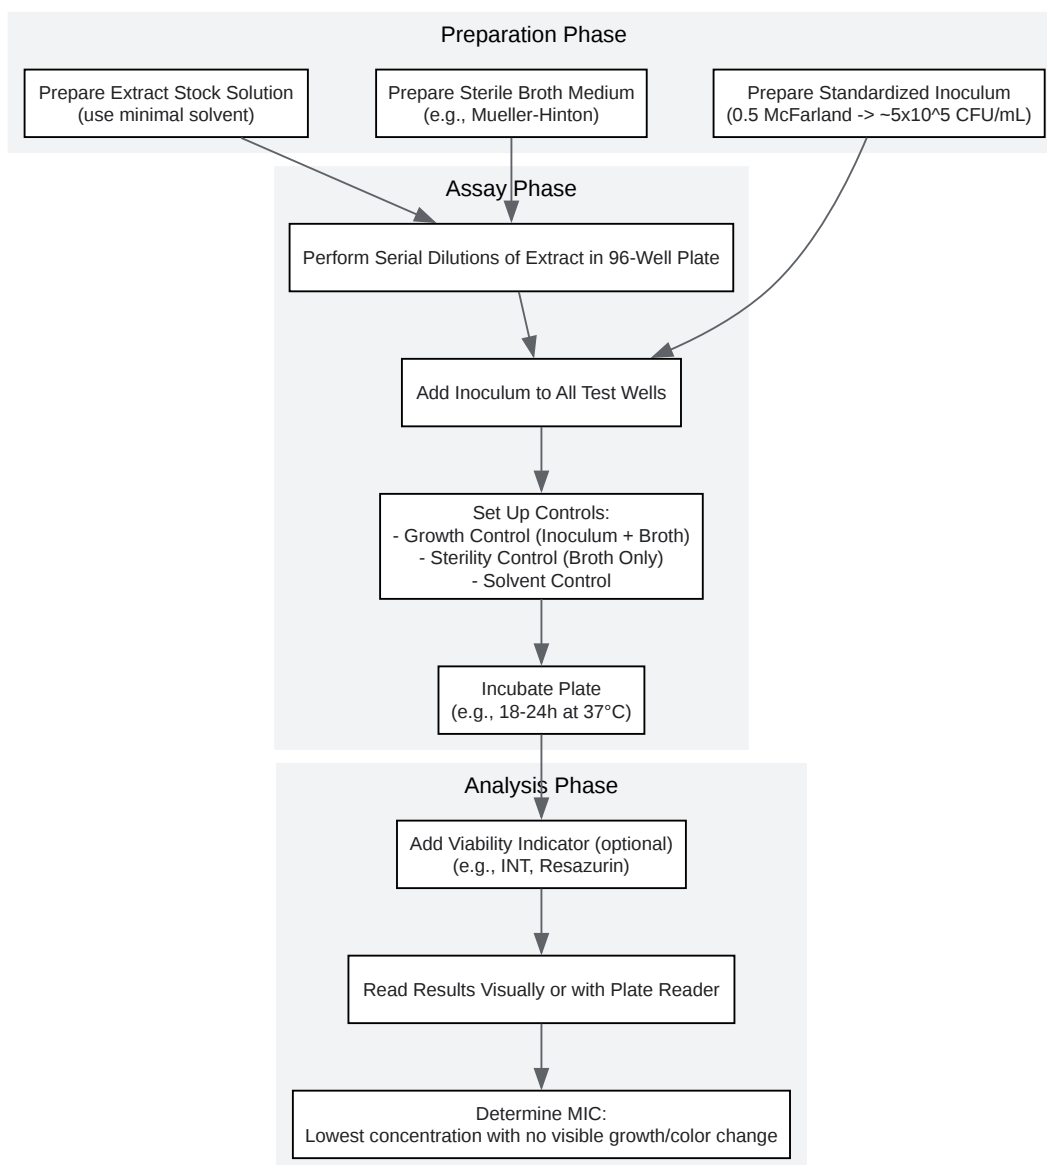 Preparation Phase
Prepare Extract Stock Solution
(use minimal solvent)
Prepare Sterile Broth Medium
(e.g., Mueller-Hinton)
Prepare Standardized Inoculum
(0.5 McFarland -> ~5x10^5 CFU/mL)
Assay Phase
Perform Serial Dilutions of Extract in 96-Well Plate
Add Inoculum to All Test Wells
Set Up Controls:
- Growth Control (Inoculum + Broth)
- Sterility Control (Broth Only)
- Solvent Control
Incubate Plate
(e.g., 18-24h at 37°C)
Analysis Phase
Add Viability Indicator (optional)
(e.g., INT, Resazurin)
Read Results Visually or with Plate Reader
Determine MIC:
Lowest concentration with no visible growth/color change